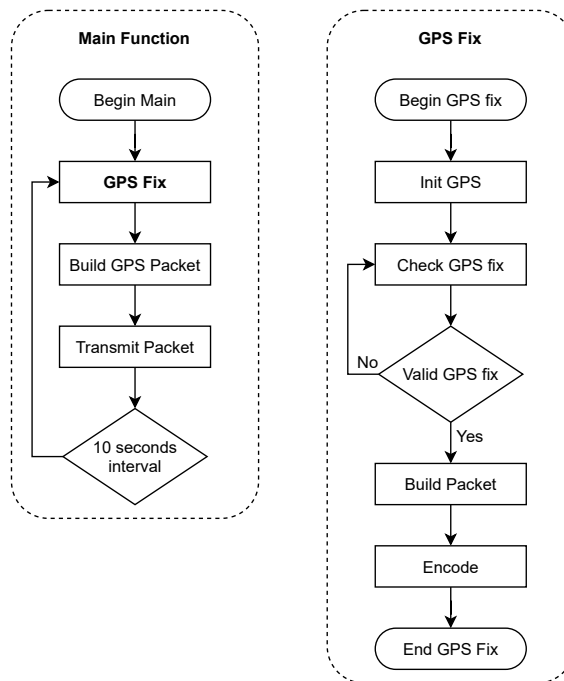 Main Function
Begin Main
GPS Fix
Build GPS Packet
Transmit Packet
10 seconds
interval
GPS Fix
Begin GPS fix
Init GPS
Check GPS fix
No
Valid GPS fix
Yes
Build Packet
Encode
End GPS Fix